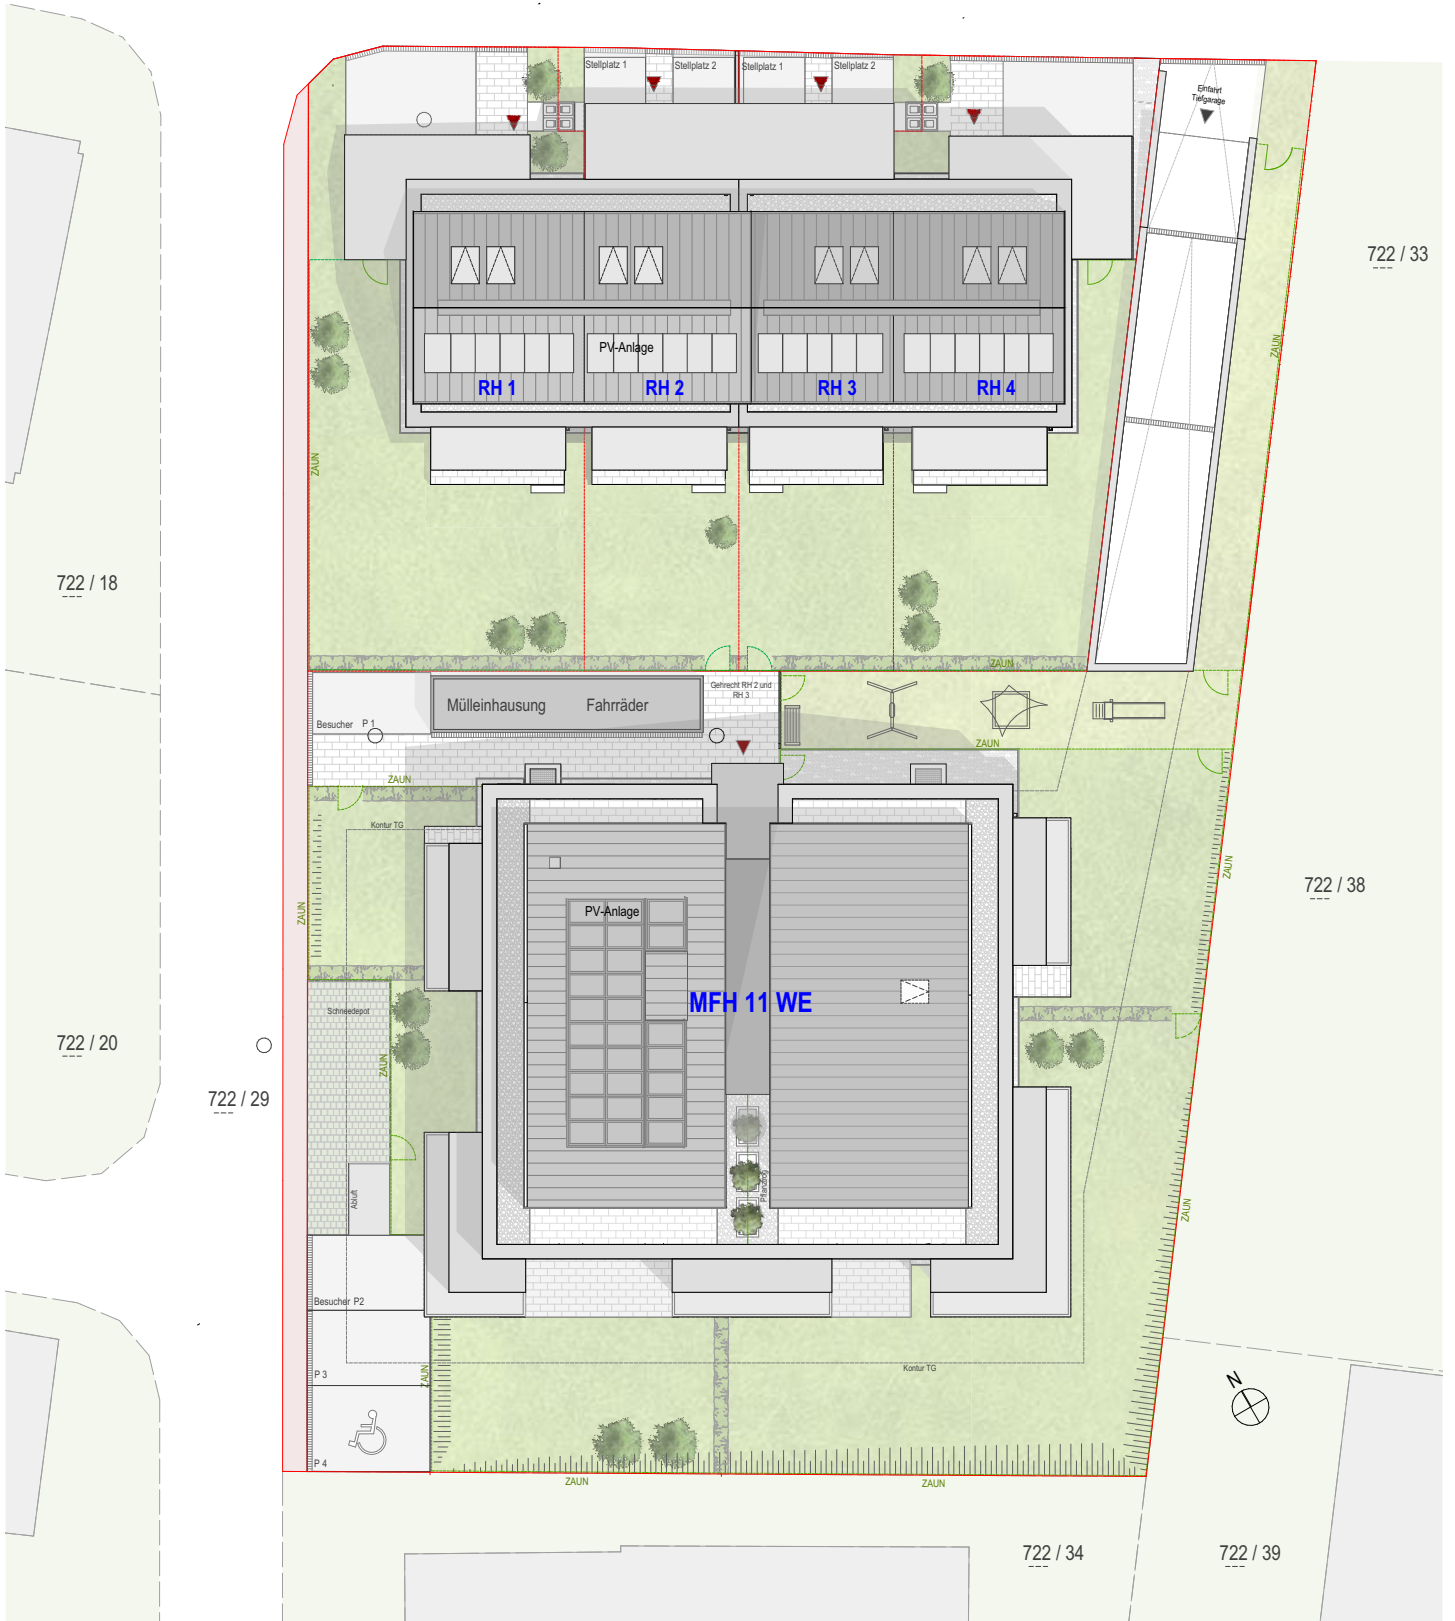 Stellplatz 1
Stellplatz 2
Stellplatz 1
Stellplatz 2
Einfahrt
Tiefgarage
722 / 33
ZAUN
PV-Anlage
RH 1
RH 2
RH 3
RH 4
ZAUN
722 / 18
ZAUN
Gehrecht RH 2 und
RH 3
Mülleinhausung
Fahrräder
Besucher P 1
ZAUN
ZAUN
Kontur TG
ZAUN
722 / 38
ZAUN
PV-Anlage
MFH 11 WE
Schneedepot
722 / 20
ZAUN
722 / 29
Abluft
Pflanztrog
ZAUN
Besucher P2
P 3
ZAUN
Kontur TG
N
P 4
ZAUN
ZAUN
722 / 34
722 / 39